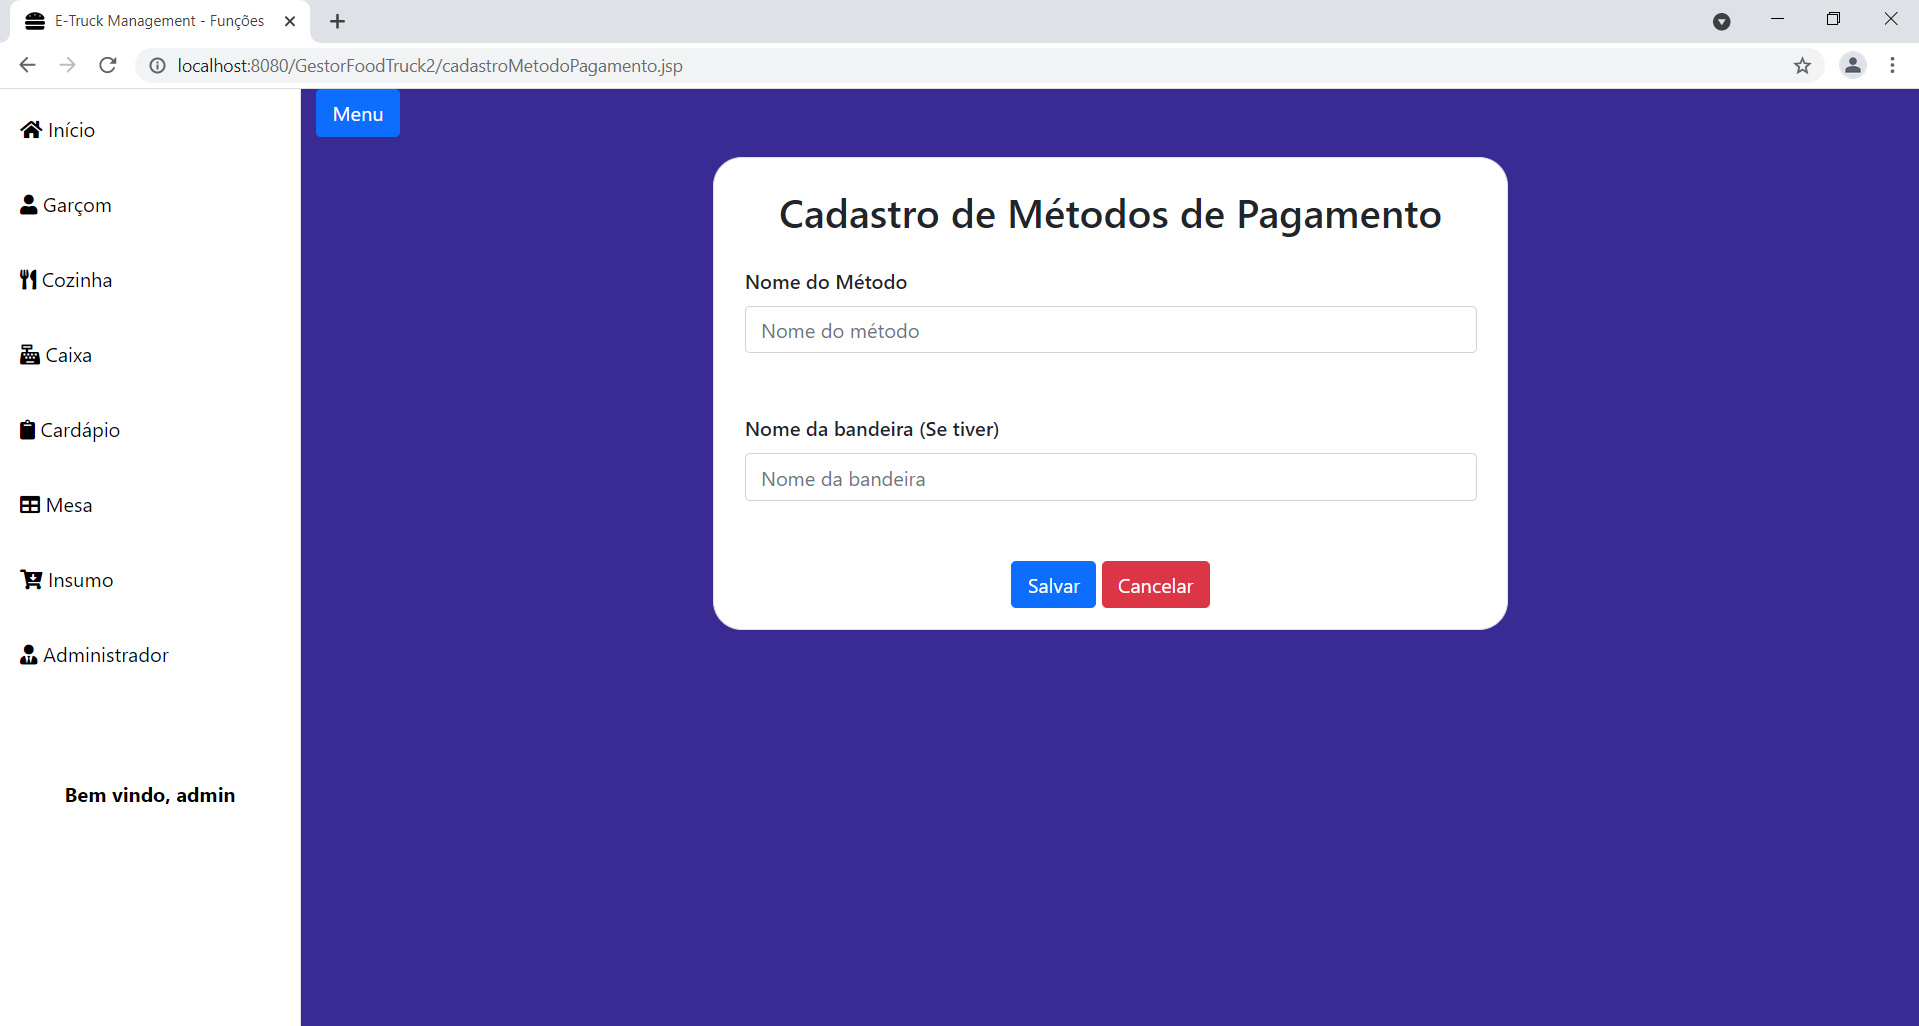 E-Truck Management - Funções
localhost:8080/GestorFoodTruck2/cadastroMetodoPagamento.jsp
Início
Garçom
Cozinha
Caixa
Cardápio
Mesa
Insumo
Administrador
Bem vindo, admin
Menu
Cadastro de Métodos de Pagamento
Nome do Método
Nome do método
Nome da bandeira (Se tiver)
Nome da bandeira
Salvar Cancelar